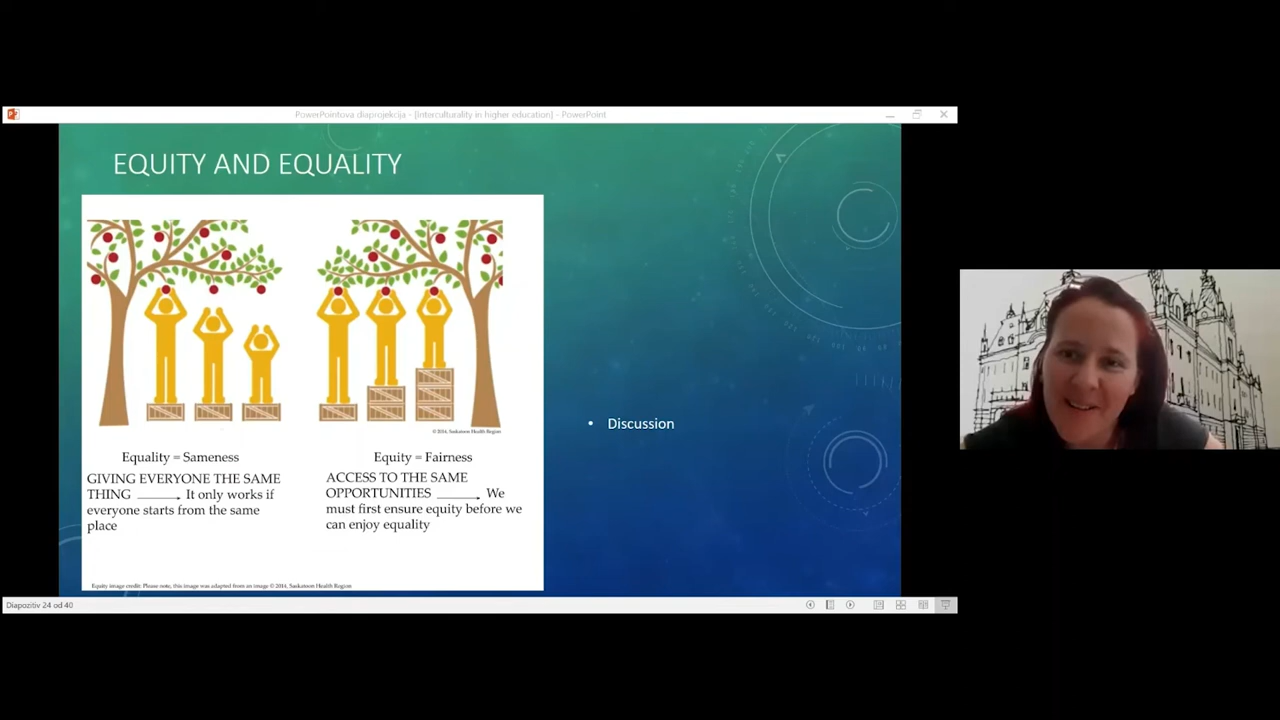 PowerPointova diaprojekcija - [interculturality in higher education] - PowerPoint
EQUITY AND EQUALITY
© 2014, Saskatoon Health Region
Equality = Sameness
GIVING EVERYONE THE SAME
THING ______ It only works if
everyone starts from the same
place
Equity = Fairness
ACCESS TO THE SAME
OPPORTUNITIES ______ We
must first ensure equity before we
can enjoy equality
Equity image credit: Please note, this image was adapted from an image © 2014, Saskatoon Health Region
• Discussion
Diapozitiv 24 od 40